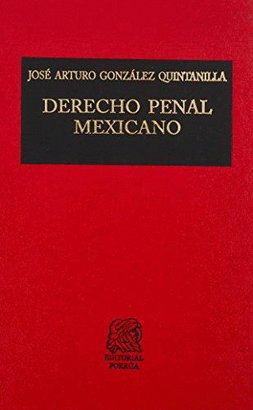 JOSÉ ARTURO GONZÁLEZ QUINTANILLA
DERECHO PENAL
MEXICANO
EDITORIAL
PORRÚA